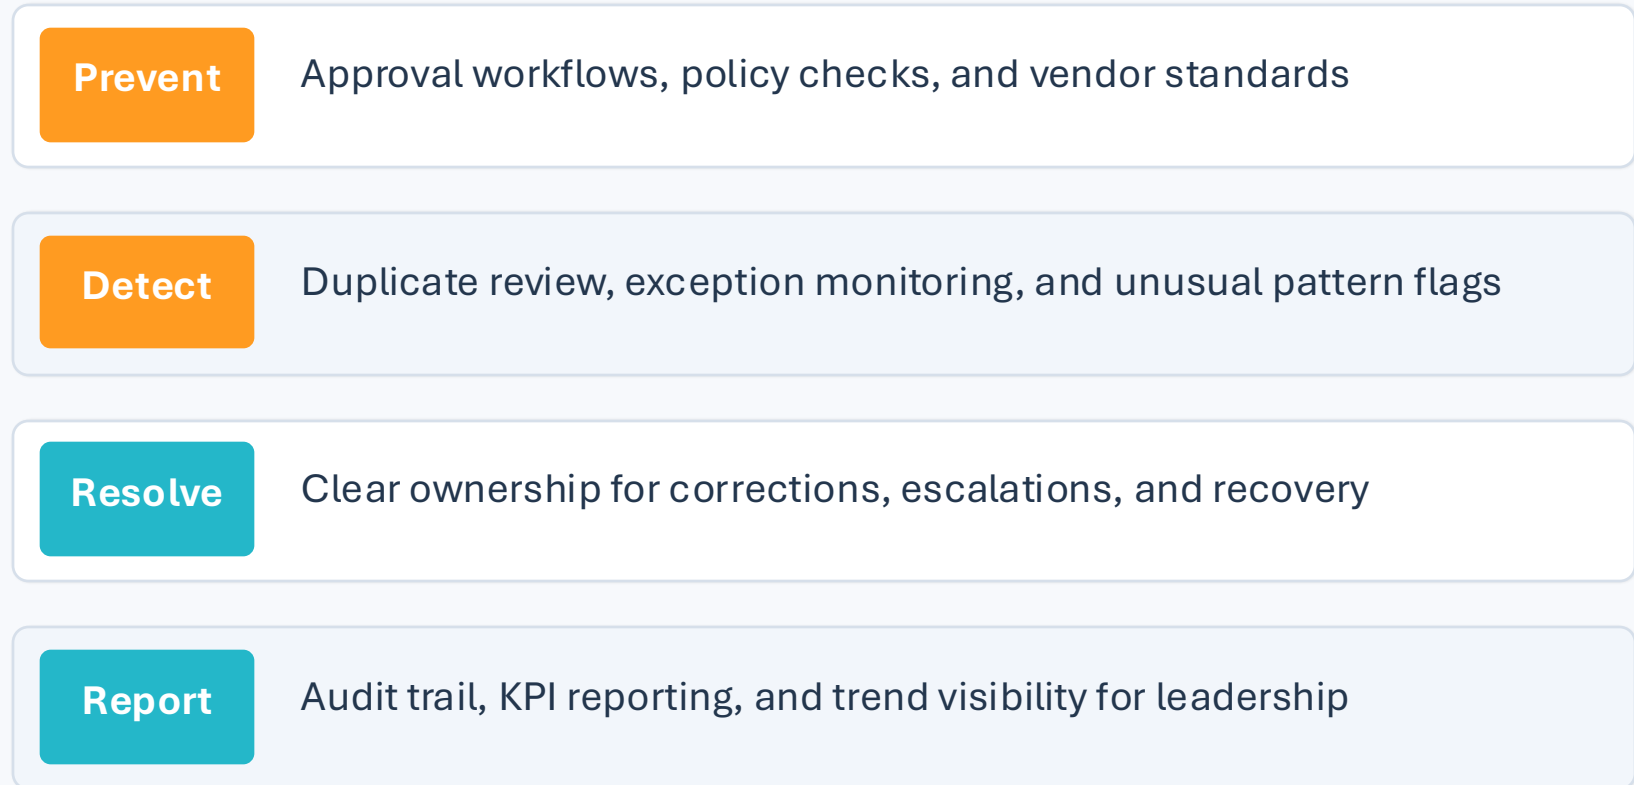 Prevent
Approval workflows, policy checks, and vendor standards
Detect
Duplicate review, exception monitoring, and unusual pattern flags
Resolve
Clear ownership for corrections, escalations, and recovery
Report
Audit trail, KPI reporting, and trend visibility for leadership